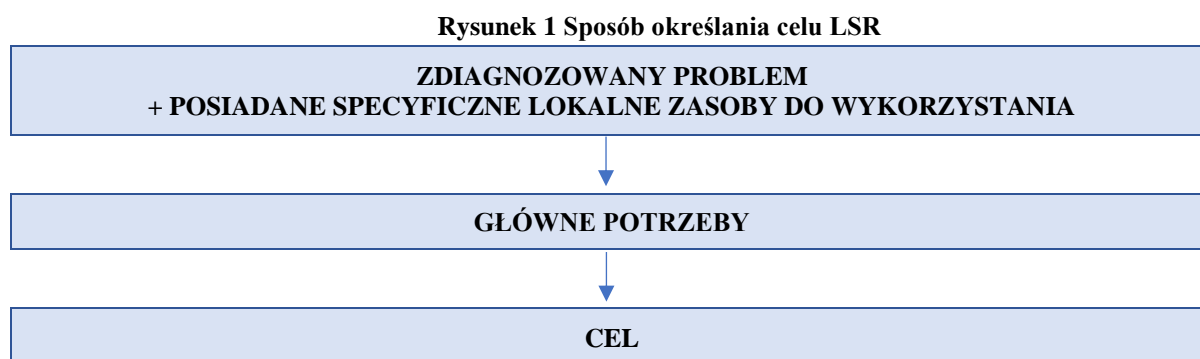 Rysunek 1 Sposób określania celu LSR
ZDIAGNOZOWANY PROBLEM
+ POSIADANE SPECYFICZNE LOKALNE ZASOBY DO WYKORZYSTANIA
GŁÓWNE POTRZEBY
CEL